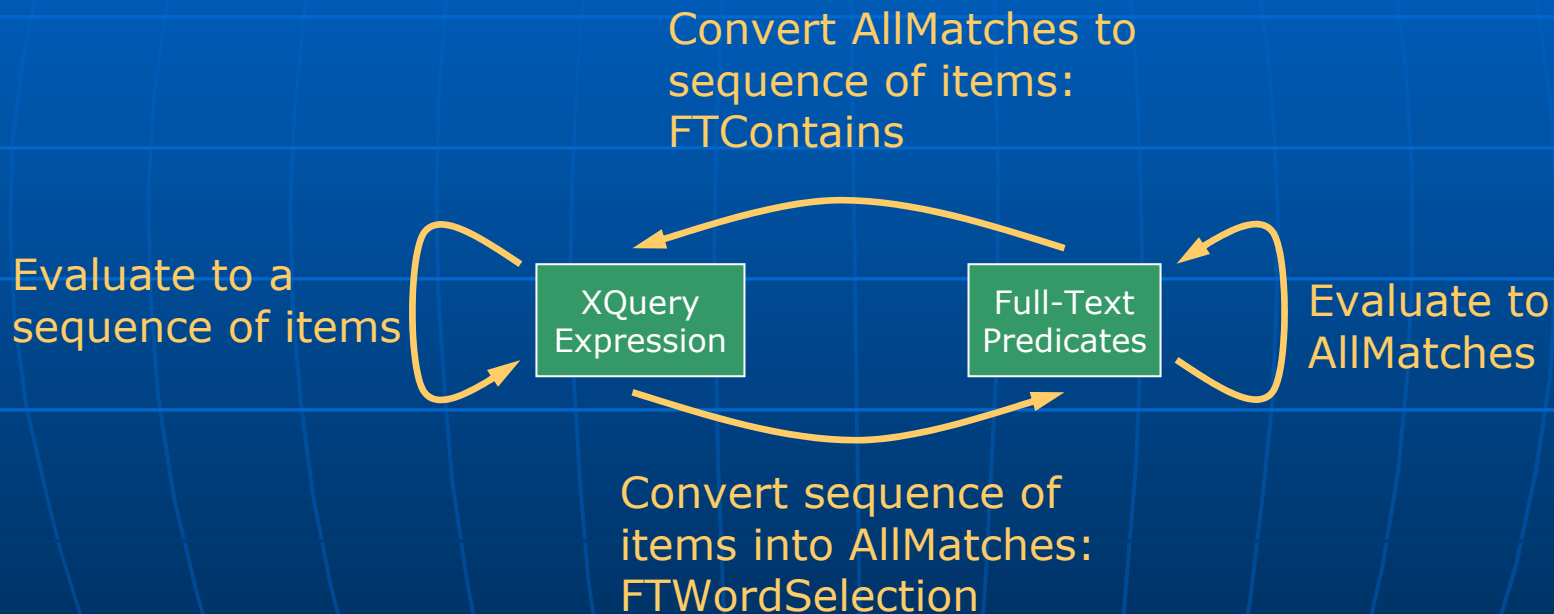 Convert AllMatches to
sequence of items:
FTContains
Evaluate to a
sequence of items
XQuery
Expression
Full-Text
Predicates
Evaluate to
AllMatches
Convert sequence of
items into AllMatches:
FTWordSelection